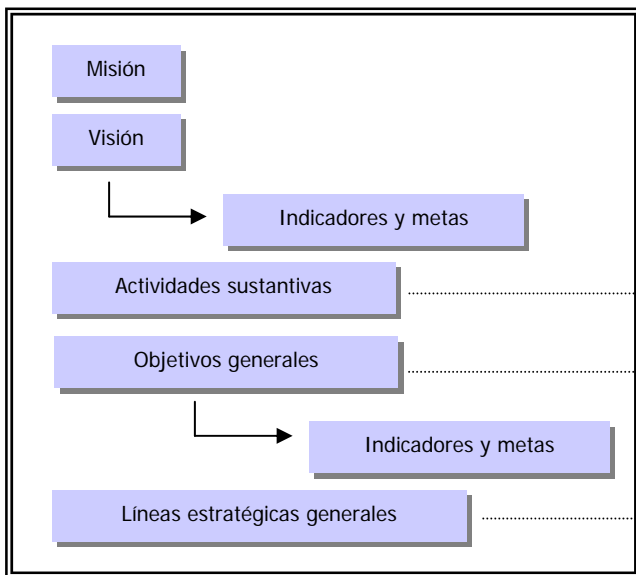 Misión
Visión
Indicadores y metas
Actividades sustantivas
Objetivos generales
Indicadores y metas
Líneas estratégicas generales